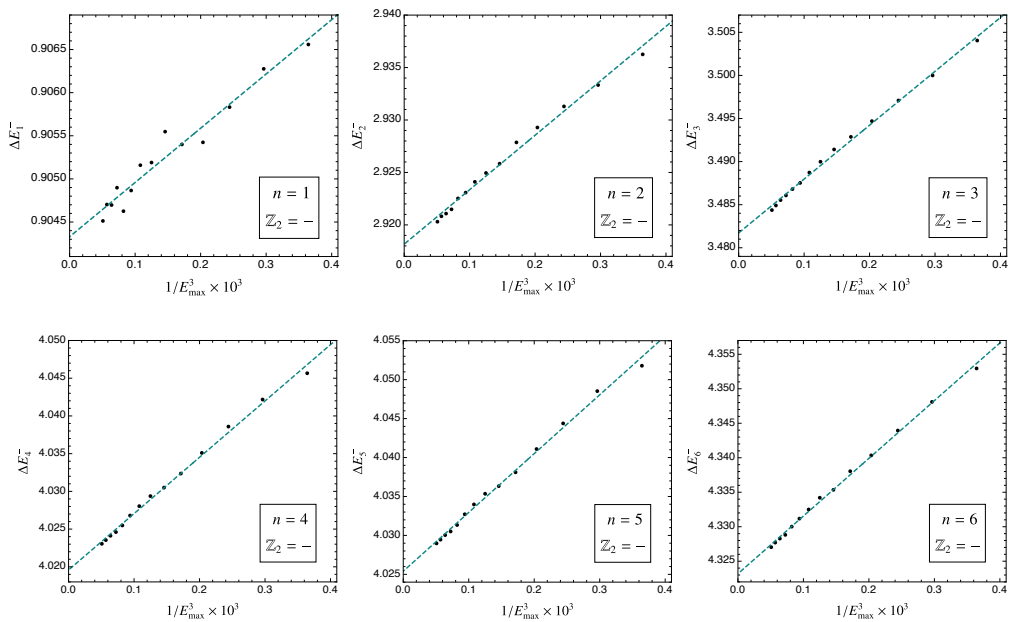 0.9065
0.9060
0.9055
0.9050
0.9045
ΔE₁⁻
0.0 0.1 0.2 0.3 0.4
1/E³max × 10³
n = 1
ℤ₂ = −
2.940
2.935
2.930
2.925
2.920
ΔE₂⁻
0.0 0.1 0.2 0.3 0.4
1/E³max × 10³
n = 2
ℤ₂ = −
3.505
3.500
3.495
3.490
3.485
3.480
ΔE₃⁻
0.0 0.1 0.2 0.3 0.4
1/E³max × 10³
n = 3
ℤ₂ = −
4.050
4.045
4.040
4.035
4.030
4.025
4.020
ΔE₄⁻
0.0 0.1 0.2 0.3 0.4
1/E³max × 10³
n = 4
ℤ₂ = −
4.055
4.050
4.045
4.040
4.035
4.030
4.025
ΔE₅⁻
0.0 0.1 0.2 0.3 0.4
1/E³max × 10³
n = 5
ℤ₂ = −
4.355
4.350
4.345
4.340
4.335
4.330
4.325
ΔE₆⁻
0.0 0.1 0.2 0.3 0.4
1/E³max × 10³
n = 6
ℤ₂ = −